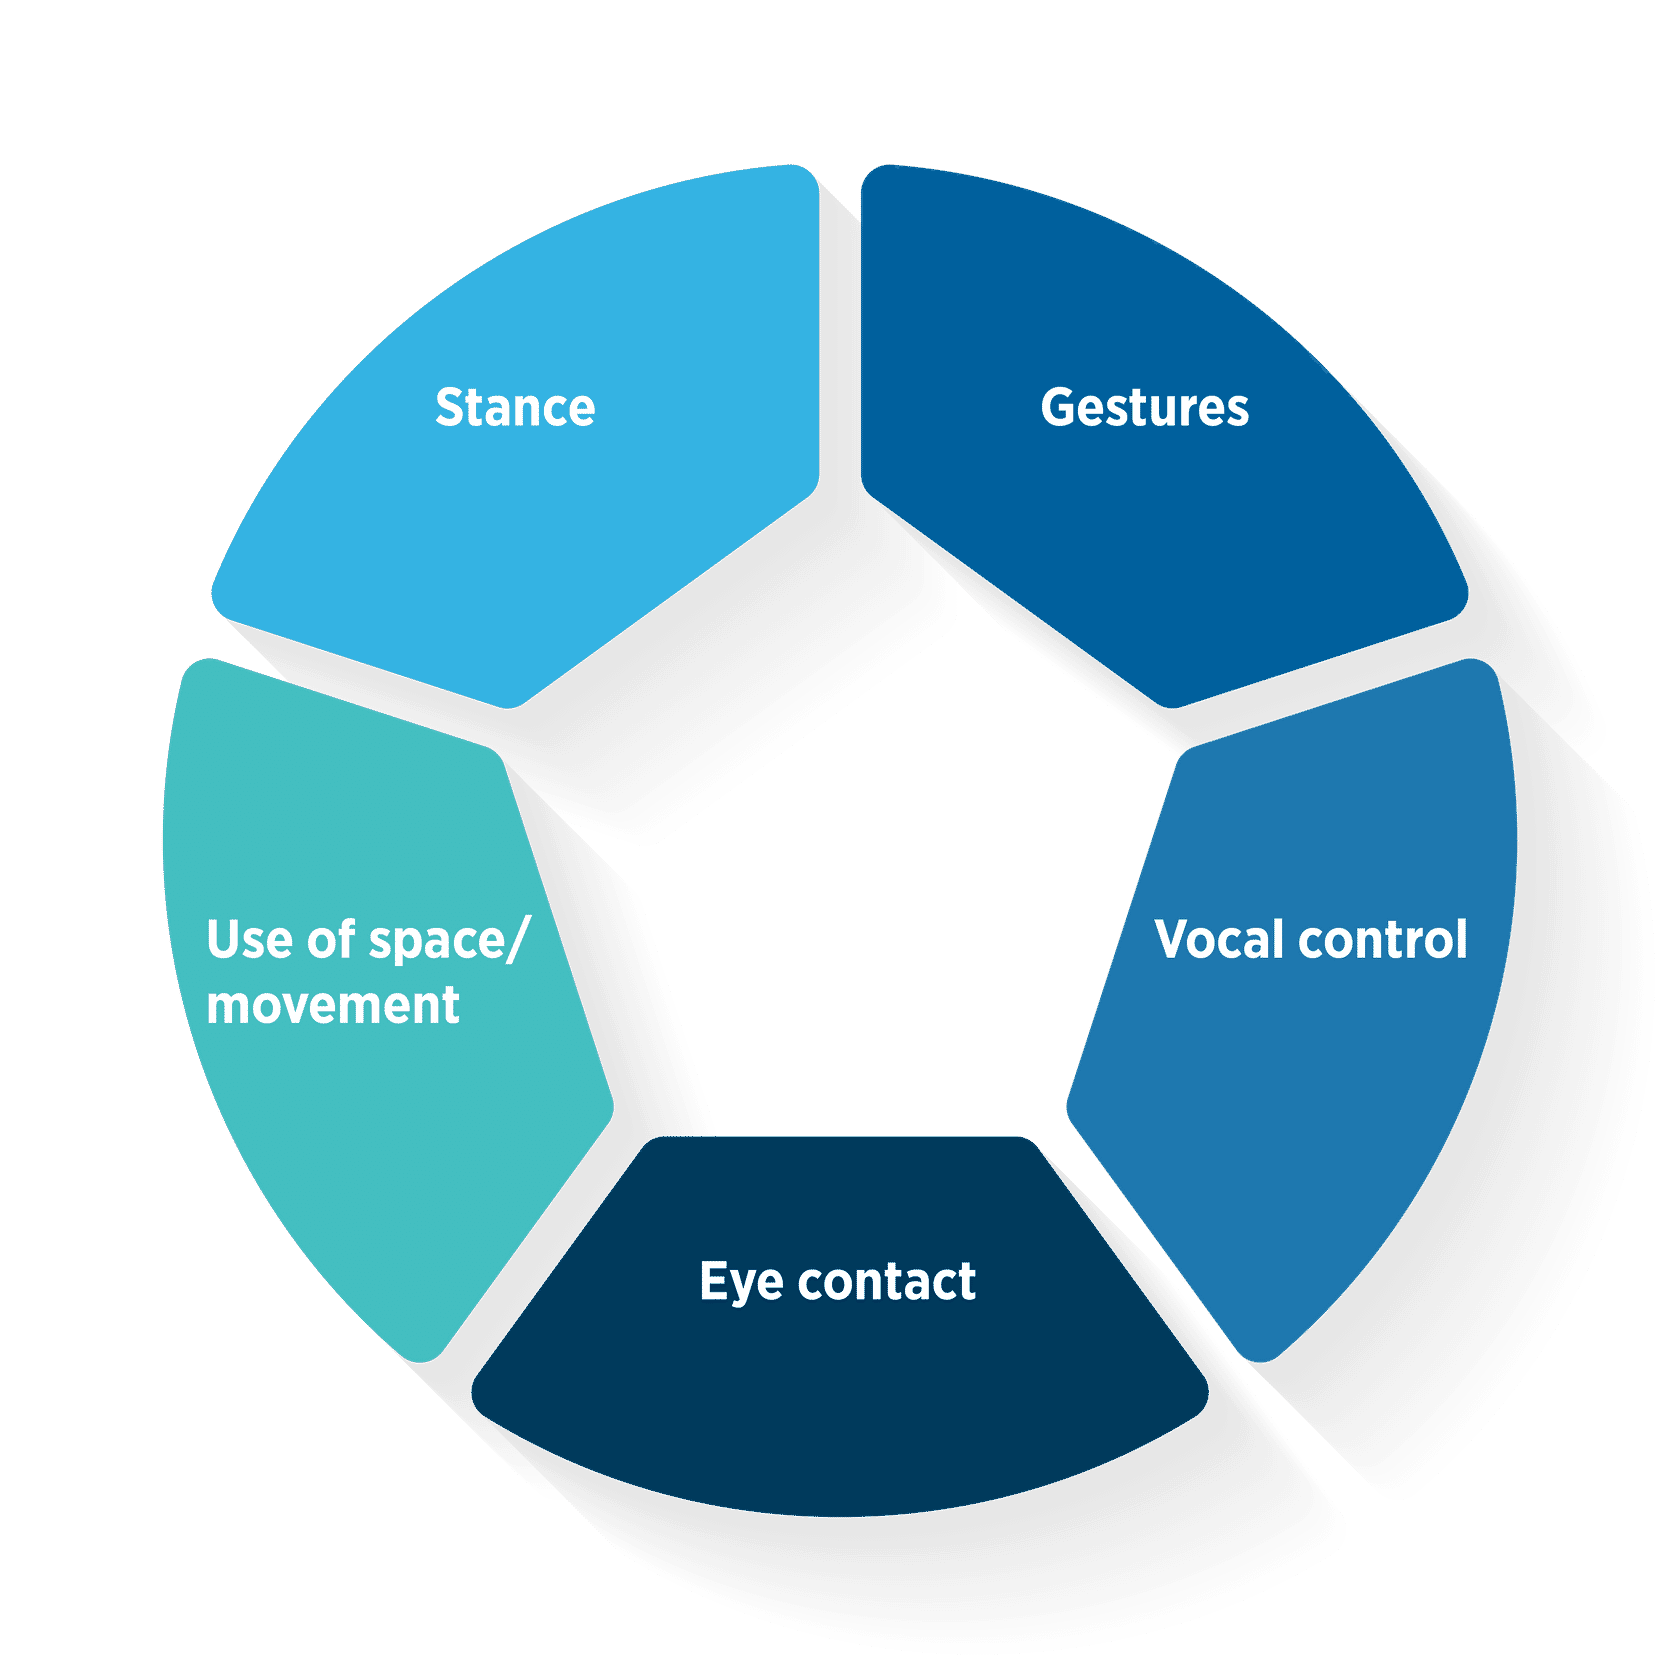 Stance
Gestures
Use of space/
movement
Vocal control
Eye contact